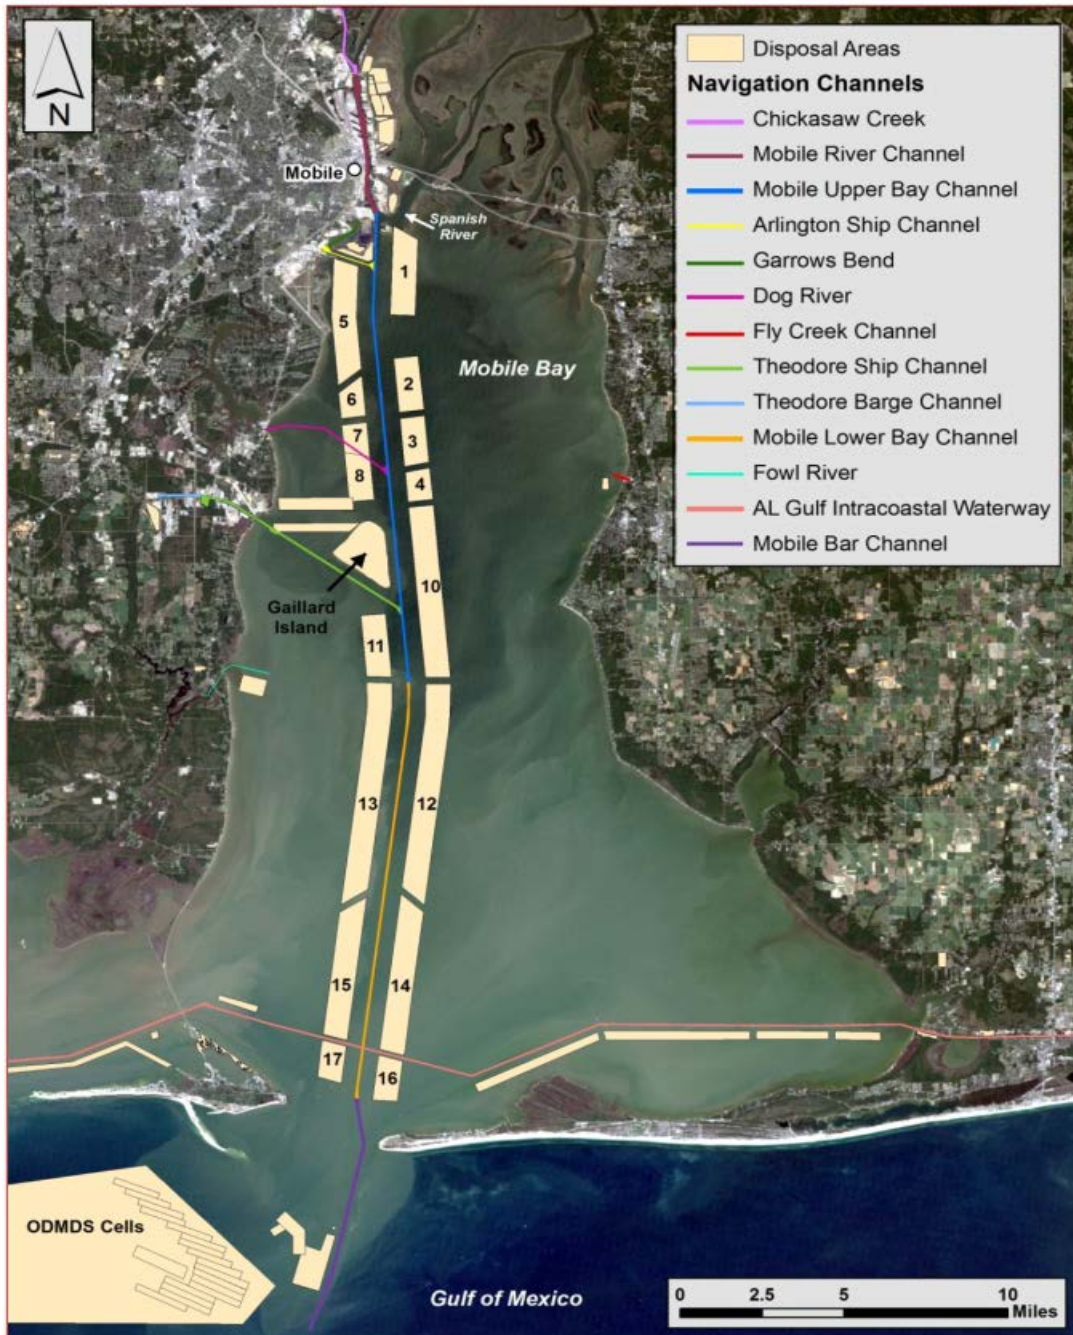 N
Disposal Areas
Navigation Channels
Chickasaw Creek
Mobile River Channel
Mobile Upper Bay Channel
Arlington Ship Channel
Garrows Bend
Dog River
Fly Creek Channel
Theodore Ship Channel
Theodore Barge Channel
Mobile Lower Bay Channel
Fowl River
AL Gulf Intracoastal Waterway
Mobile Bar Channel
Mobile
Spanish
River
1
5
Mobile Bay
2
6
7
3
8
4
10
Gaillard
Island
11
13
12
15
14
17
16
ODMDS Cells
Gulf of Mexico
0
2.5
5
10
Miles